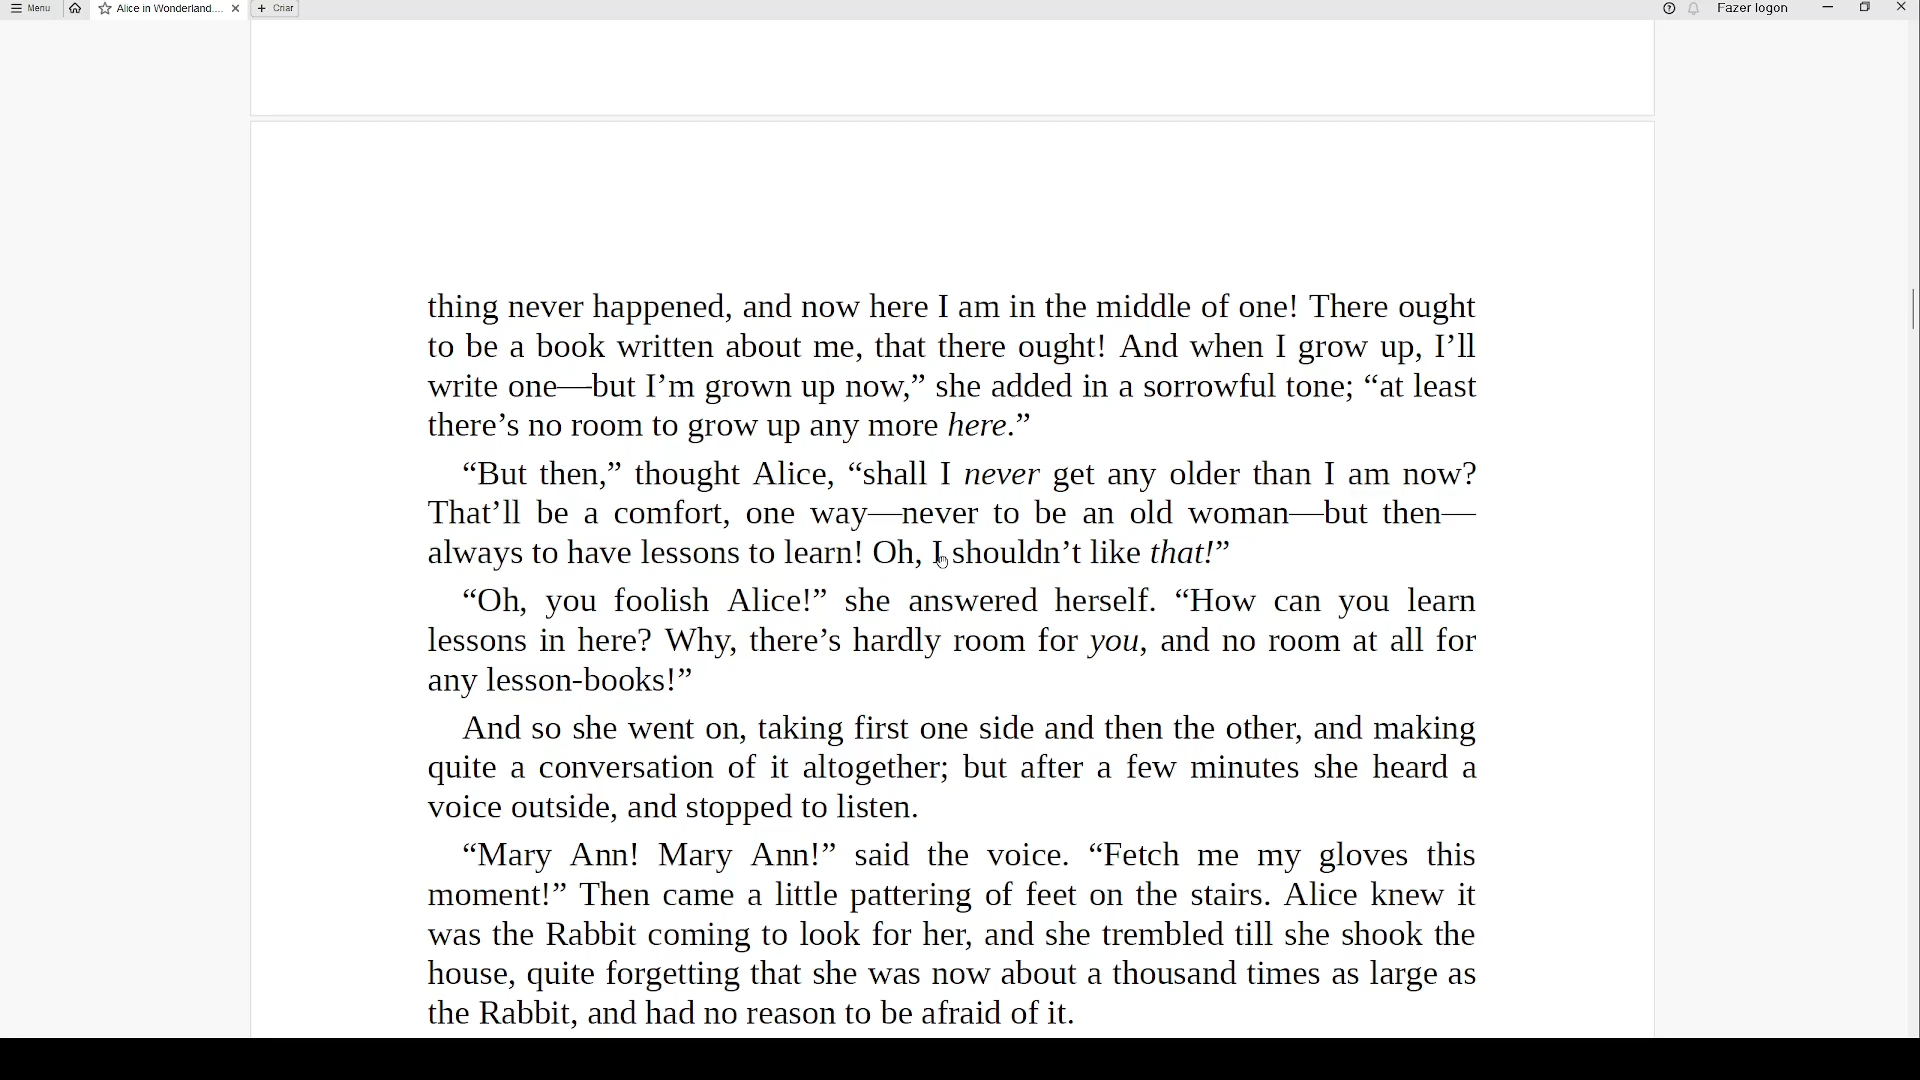 Menu
Alice in Wonderland....
Criar
Fazer logon
thing never happened, and now here I am in the middle of one! There ought
to be a book written about me, that there ought! And when I grow up, I’ll
write one—but I’m grown up now,” she added in a sorrowful tone; “at least
there’s no room to grow up any more here.”
“But then,” thought Alice, “shall I never get any older than I am now?
That’ll be a comfort, one way—never to be an old woman—but then—
always to have lessons to learn! Oh, I shouldn’t like that!”
“Oh, you foolish Alice!” she answered herself. “How can you learn
lessons in here? Why, there’s hardly room for you, and no room at all for
any lesson-books!”
And so she went on, taking first one side and then the other, and making
quite a conversation of it altogether; but after a few minutes she heard a
voice outside, and stopped to listen.
“Mary Ann! Mary Ann!” said the voice. “Fetch me my gloves this
moment!” Then came a little pattering of feet on the stairs. Alice knew it
was the Rabbit coming to look for her, and she trembled till she shook the
house, quite forgetting that she was now about a thousand times as large as
the Rabbit, and had no reason to be afraid of it.